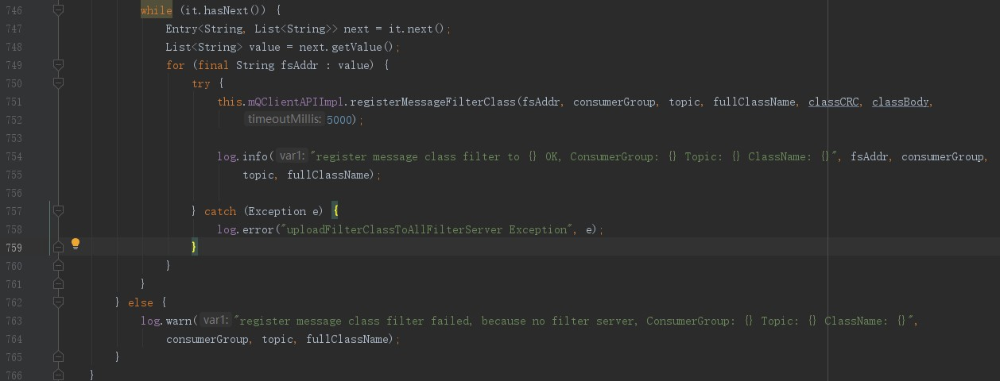 746 while (it.hasNext()) {
747 Entry<String, List<String>> next = it.next();
748 List<String> value = next.getValue();
749 for (final String fsAddr : value) {
750 try {
751 this.mQClientAPIImpl.registerMessageFilterClass(fsAddr, consumerGroup, topic, fullClassName, classCRC, classBody,
752 timeoutMillis: 5000);
753
754 log.info( var1: "register message class filter to {} OK, ConsumerGroup: {} Topic: {} ClassName: {}", fsAddr, consumerGroup,
755 topic, fullClassName);
756
757 } catch (Exception e) {
758 log.error("uploadFilterClassToAllFilterServer Exception", e);
759 }
760 }
761 }
762 } else {
763 log.warn( var1: "register message class filter failed, because no filter server, ConsumerGroup: {} Topic: {} ClassName: {}",
764 consumerGroup, topic, fullClassName);
765 }
766 }